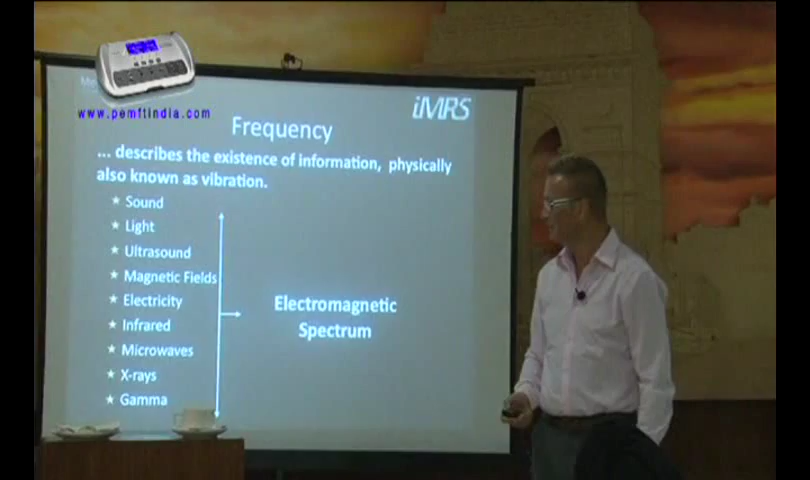 www.pemftindia.com
iMRS
Frequency
... describes the existence of information, physically
also known as vibration.
Sound
Light
Ultrasound
Magnetic Fields
Electricity
Infrared
Microwaves
X-rays
Gamma
Electromagnetic
Spectrum